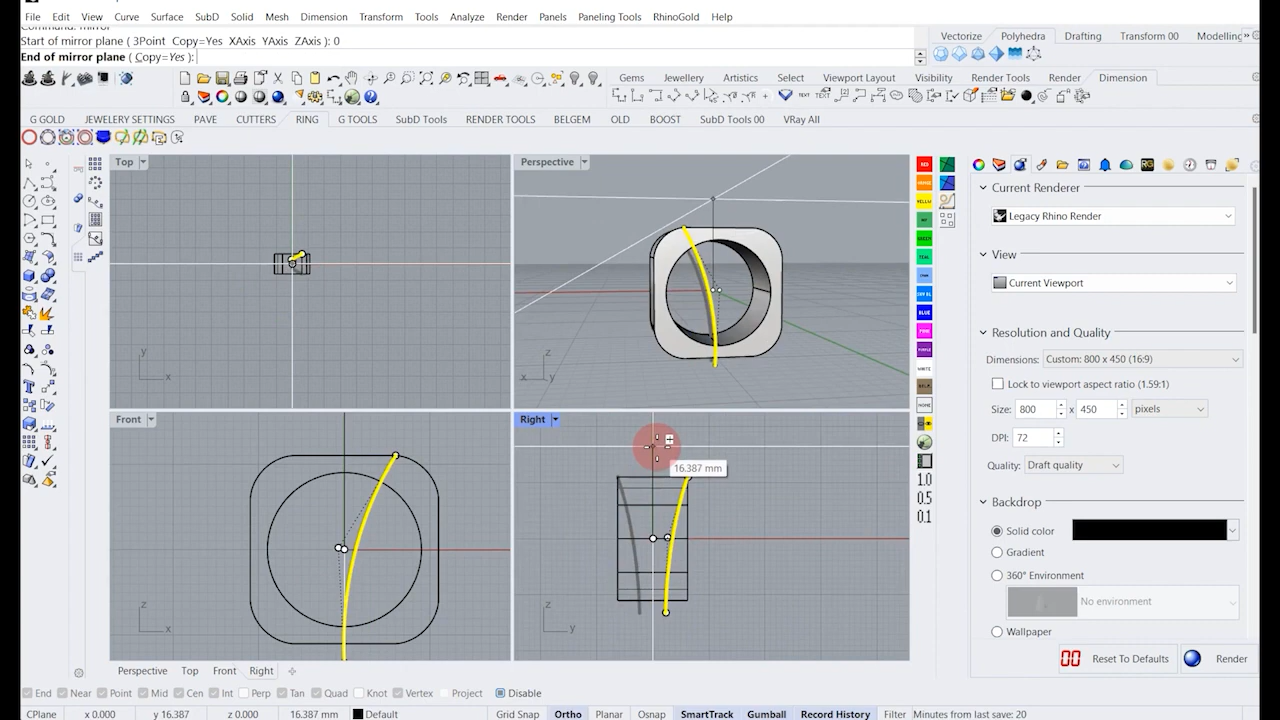 File Edit View Curve Surface SubD Solid Mesh Dimension Transform Tools Analyze Render Panels Paneling Tools RhinoGold Help
Start of mirror plane ( 3Point Copy=Yes XAxis YAxis ZAxis ): 0
End of mirror plane ( Copy=Yes ):
Vectorize Polyhedra Drafting Transform 00 Modelling
Gems Jewellery Artistics Select Viewport Layout Visibility Render Tools Render Dimension
G GOLD JEWELERY SETTINGS PAVE CUTTERS RING G TOOLS SubD Tools RENDER TOOLS BELGEM OLD BOOST SubD Tools 00 VRay All
Top
Perspective
y
x
z
x y
RED
YELLOW
TEAL
BLUE
PINK
WHITE
1.0
0.5
0.1
Current Renderer
Legacy Rhino Render
View
Current Viewport
Resolution and Quality
Dimensions: Custom: 800 x 450 (16:9)
Lock to viewport aspect ratio (1.59:1)
Size: 800 x 450 pixels
DPI: 72
Quality: Draft quality
Backdrop
Solid color
Gradient
360° Environment
No environment
Wallpaper
Reset To Defaults Render
Front
Right
16.387 mm
z
x
z
y
Perspective Top Front Right
End Near Point Mid Cen Int Perp Tan Quad Knot Vertex Project Disable
CPlane x 0.000 y 16.387 z 0.000 16.387 mm Default Grid Snap Ortho Planar Osnap SmartTrack Gumball Record History Filter Minutes from last save: 20